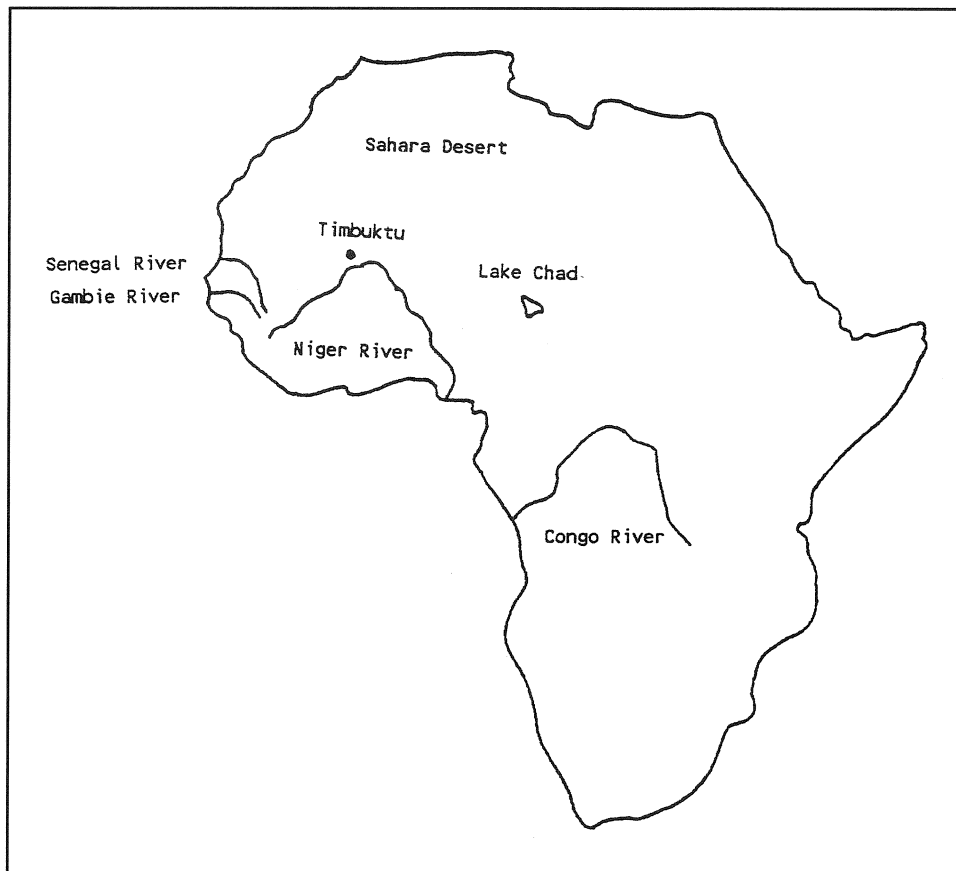 Sahara Desert
Timbuktu
Senegal River
Lake Chad
Gambie River
Niger River
Congo River